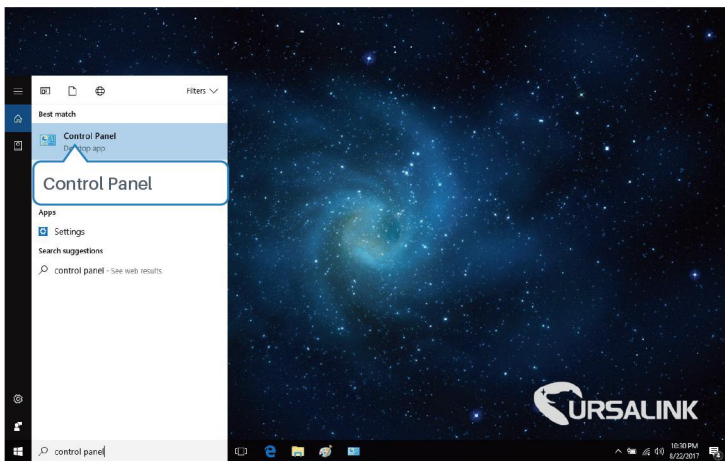 Filters
Best match
Control Panel
Desktop app
Control Panel
Apps
Settings
Search suggestions
control panel - See web results
URSALINK
control panel
10:30 PM
8/22/2017